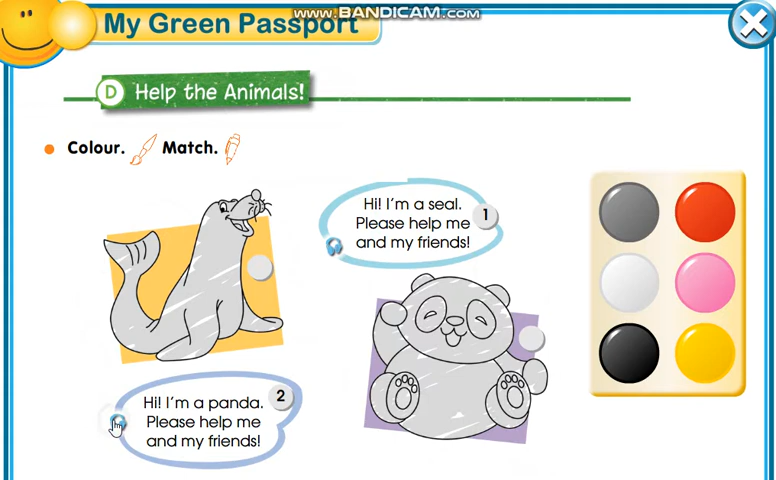 www.BANDICAM.com
My Green Passport
D Help the Animals!
Colour. Match.
Hi! I'm a seal.
Please help me
and my friends!
1
Hi! I'm a panda.
Please help me
and my friends!
2